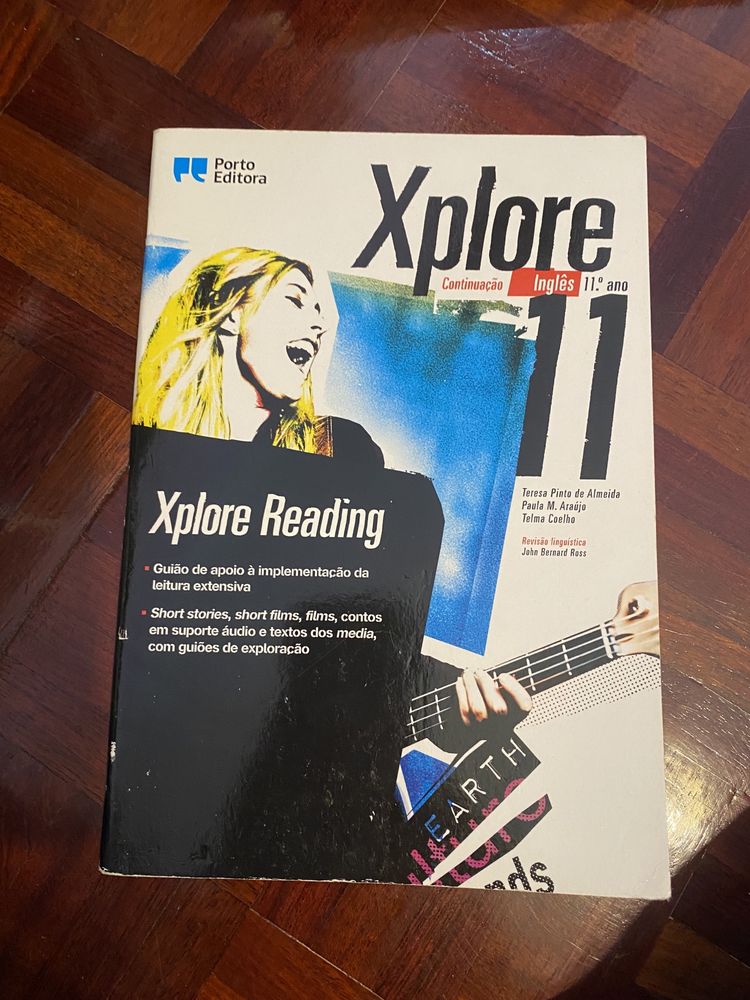 Porto
Editora
Xplore
Continuação Inglês 11.º ano
11
Teresa Pinto de Almeida
Paula M. Araújo
Telma Coelho
Revisão linguística
John Bernard Ross
Xplore Reading
▪ Guião de apoio à implementação da
leitura extensiva
▪ Short stories, short films, films, contos
em suporte áudio e textos dos media,
com guiões de exploração
EARTH
nds